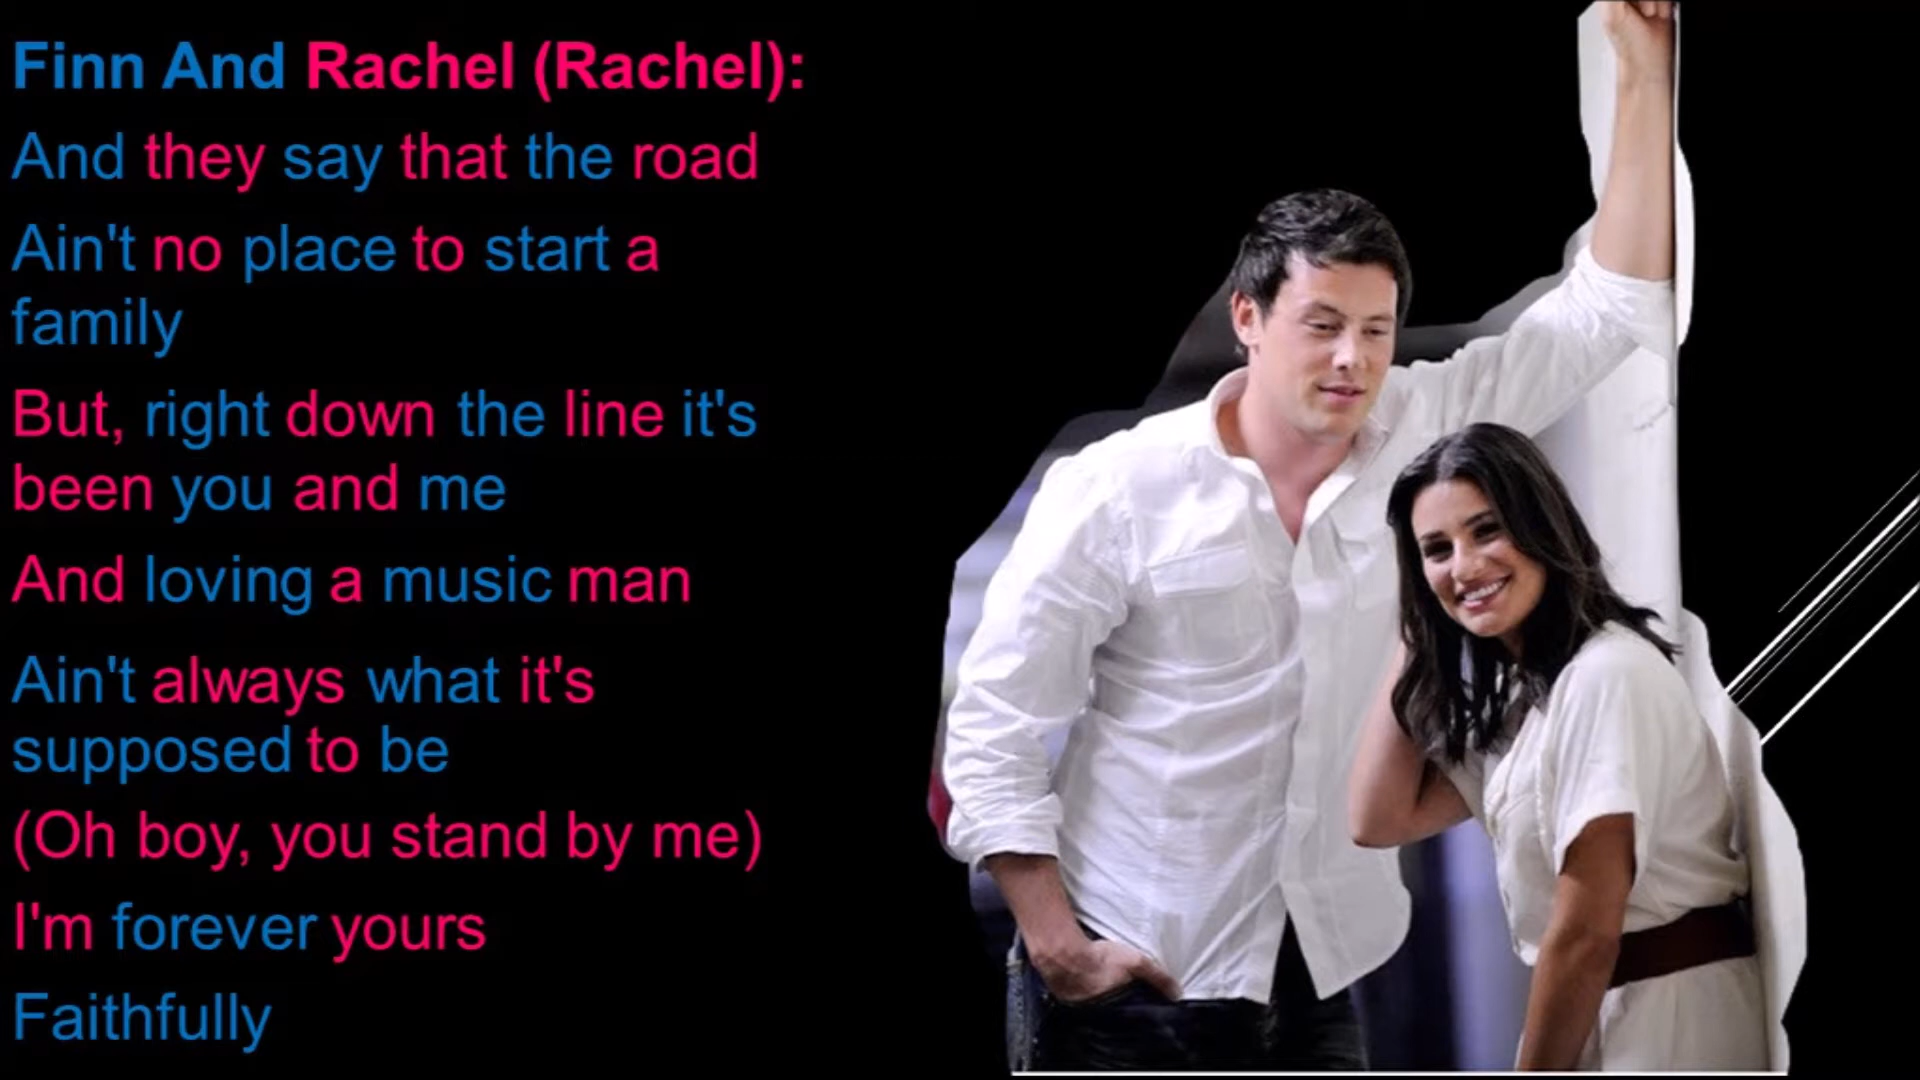 Finn And Rachel (Rachel):
And they say that the road
Ain't no place to start a
family
But, right down the line it's
been you and me
And loving a music man
Ain't always what it's
supposed to be
(Oh boy, you stand by me)
I'm forever yours
Faithfully